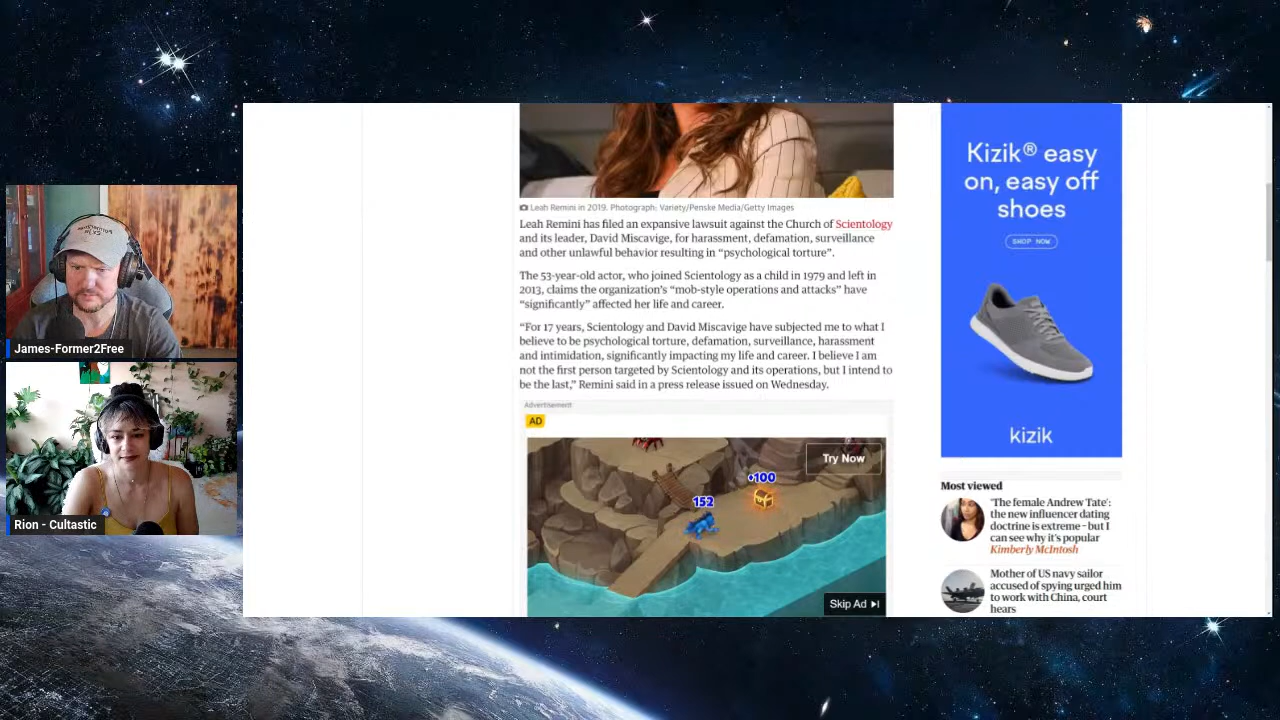 James-Former2Free
Rion - Cultastic
Leah Remini in 2019. Photograph: Variety/Penske Media/Getty Images
Leah Remini has filed an expansive lawsuit against the Church of Scientology
and its leader, David Miscavige, for harassment, defamation, surveillance
and other unlawful behavior resulting in “psychological torture”.
The 53-year-old actor, who joined Scientology as a child in 1979 and left in
2013, claims the organization’s “mob-style operations and attacks” have
“significantly” affected her life and career.
“For 17 years, Scientology and David Miscavige have subjected me to what I
believe to be psychological torture, defamation, surveillance, harassment
and intimidation, significantly impacting my life and career. I believe I am
not the first person targeted by Scientology and its operations, but I intend to
be the last,” Remini said in a press release issued on Wednesday.
Advertisement
AD
Try Now
+100
152
Skip Ad
Kizik® easy
on, easy off
shoes
SHOP NOW
kizik
Most viewed
‘The female Andrew Tate’:
the new influencer dating
doctrine is extreme – but I
can see why it’s popular
Kimberly McIntosh
Mother of US navy sailor
accused of spying urged him
to work with China, court
hears